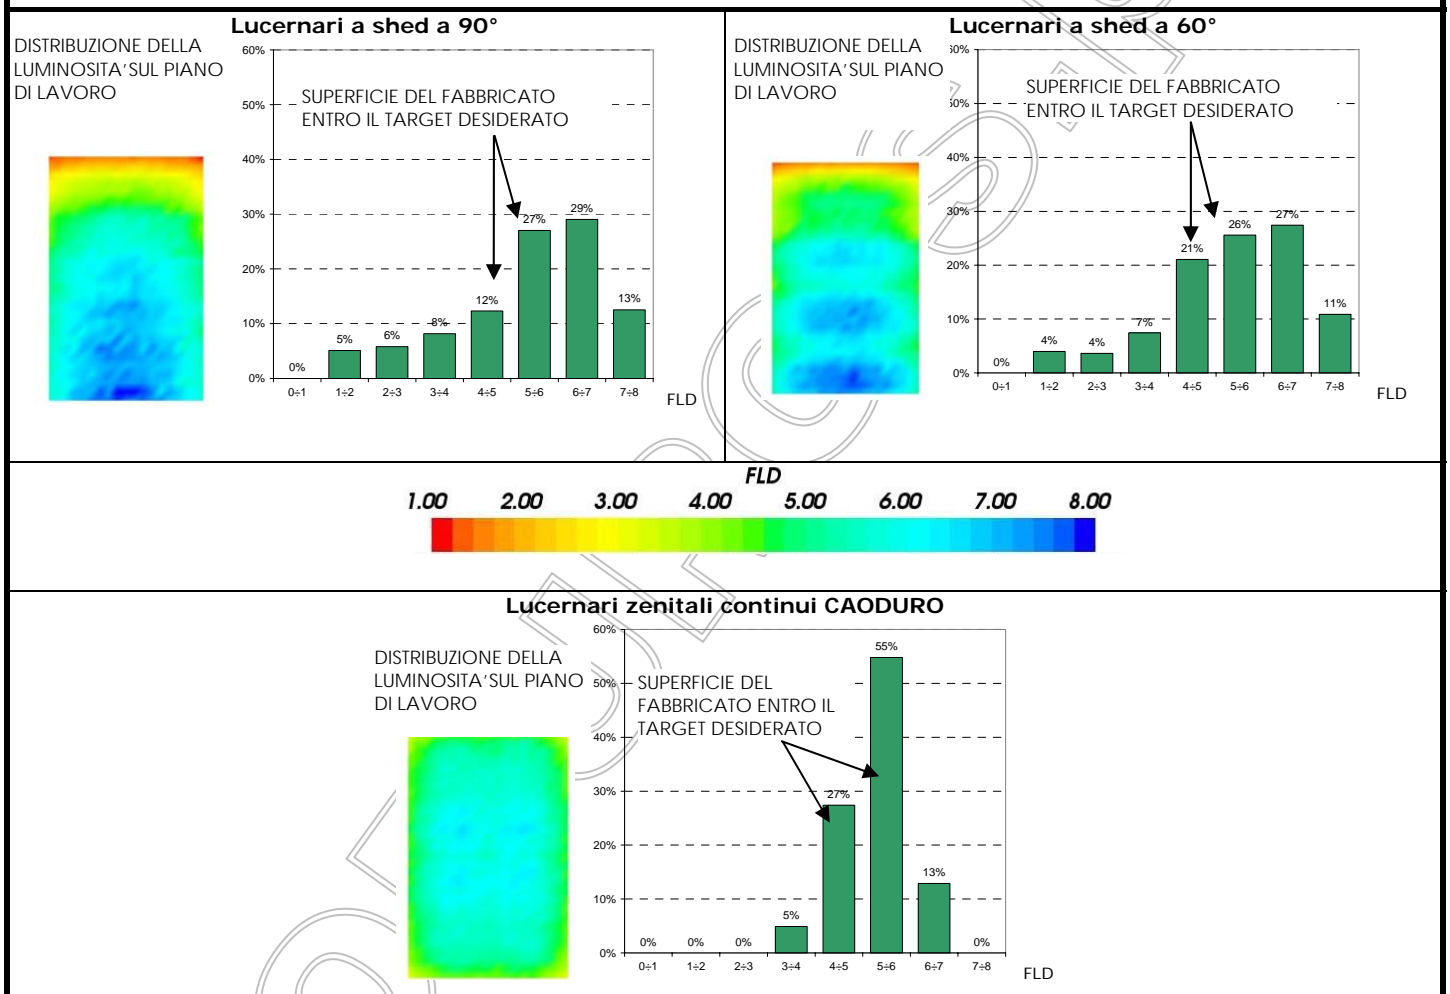 Lucernari a shed a 90°
DISTRIBUZIONE DELLA
LUMINOSITA'SUL PIANO
DI LAVORO
60%
50%
40%
30%
20%
10%
0%
SUPERFICIE DEL FABBRICATO
ENTRO IL TARGET DESIDERATO
0%
5%
6%
8%
12%
27%
29%
13%
0÷1 1÷2 2÷3 3÷4 4÷5 5÷6 6÷7 7÷8
FLD
Lucernari a shed a 60°
DISTRIBUZIONE DELLA
LUMINOSITA'SUL PIANO
DI LAVORO
60%
50%
40%
30%
20%
10%
0%
SUPERFICIE DEL FABBRICATO
ENTRO IL TARGET DESIDERATO
0%
4%
4%
7%
21%
26%
27%
11%
0÷1 1÷2 2÷3 3÷4 4÷5 5÷6 6÷7 7÷8
FLD
FLD
1.00 2.00 3.00 4.00 5.00 6.00 7.00 8.00
Lucernari zenitali continui CAODURO
DISTRIBUZIONE DELLA
LUMINOSITA'SUL PIANO
DI LAVORO
60%
50%
40%
30%
20%
10%
0%
SUPERFICIE DEL
FABBRICATO ENTRO IL
TARGET DESIDERATO
0%
0%
0%
5%
27%
55%
13%
0%
0÷1 1÷2 2÷3 3÷4 4÷5 5÷6 6÷7 7÷8
FLD